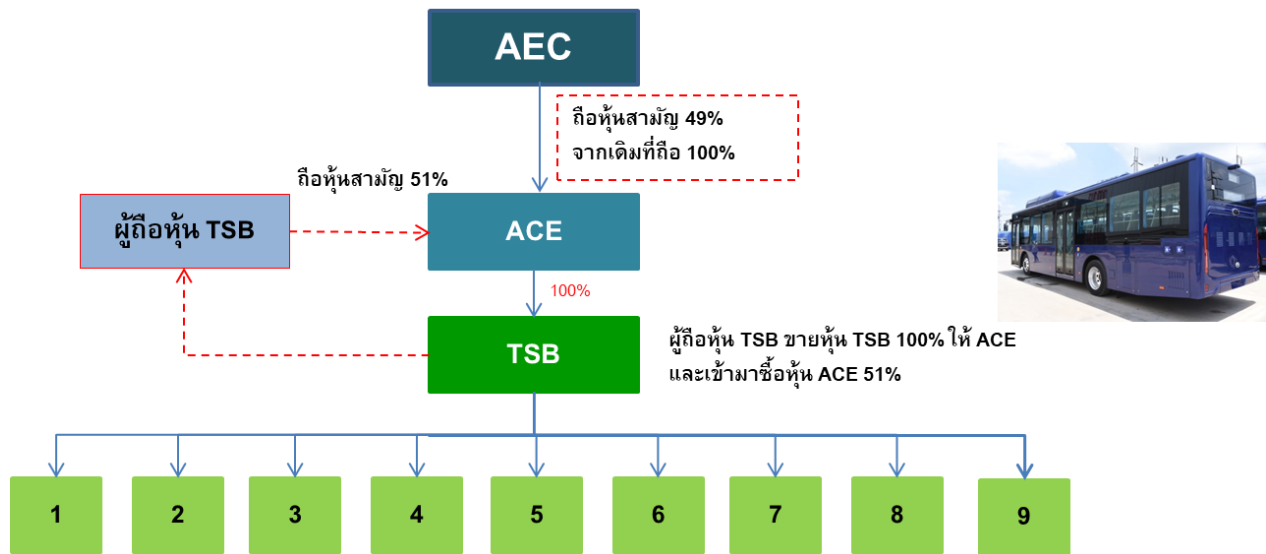 AEC
ถือหุ้นสามัญ 49%
จากเดิมที่ถือ 100%
ถือหุ้นสามัญ 51%
ผู้ถือหุ้น TSB
ACE
100%
TSB
ผู้ถือหุ้น TSB ขายหุ้น TSB 100% ให้ ACE
และเข้ามาซื้อหุ้น ACE 51%
1 2 3 4 5 6 7 8 9